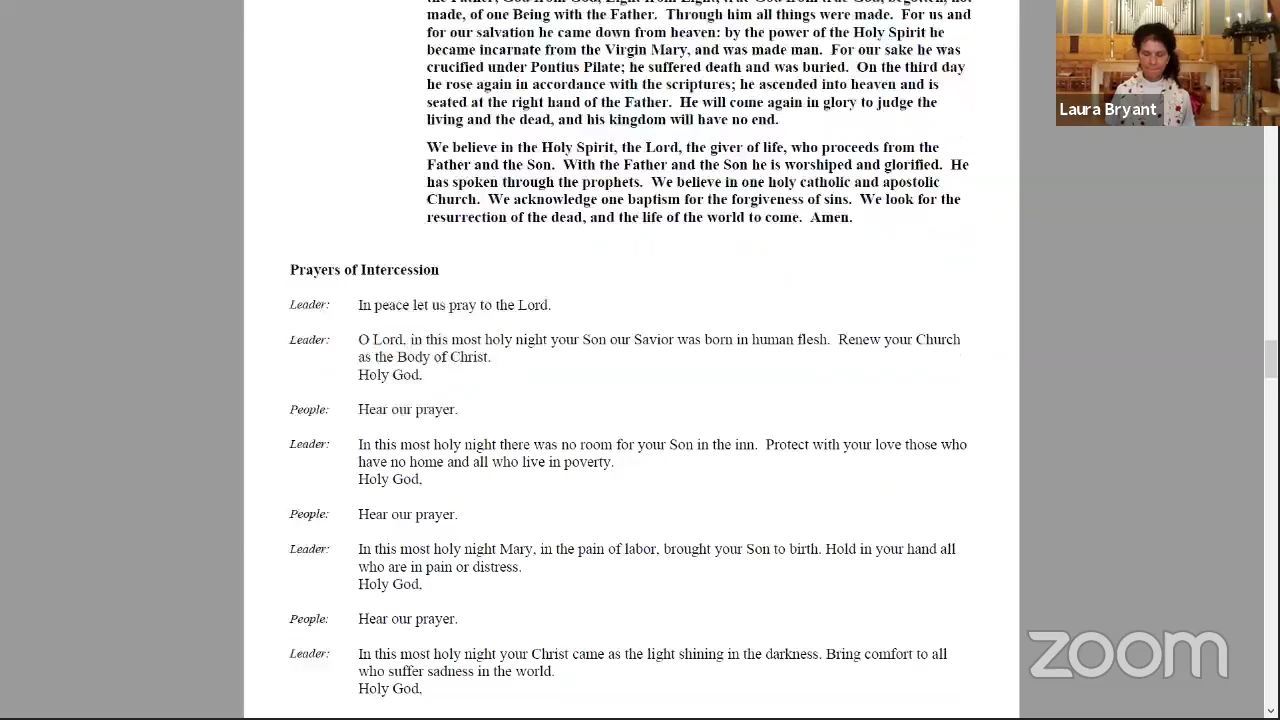 the Father, God from God, Light from Light, true God from true God, begotten, not
made, of one Being with the Father.  Through him all things were made.  For us and
for our salvation he came down from heaven: by the power of the Holy Spirit he
became incarnate from the Virgin Mary, and was made man.  For our sake he was
crucified under Pontius Pilate; he suffered death and was buried.  On the third day
he rose again in accordance with the scriptures; he ascended into heaven and is
seated at the right hand of the Father.  He will come again in glory to judge the
living and the dead, and his kingdom will have no end.
We believe in the Holy Spirit, the Lord, the giver of life, who proceeds from the
Father and the Son.  With the Father and the Son he is worshiped and glorified.  He
has spoken through the prophets.  We believe in one holy catholic and apostolic
Church.  We acknowledge one baptism for the forgiveness of sins.  We look for the
resurrection of the dead, and the life of the world to come.  Amen.
Prayers of Intercession
Leader: In peace let us pray to the Lord.
Leader: O Lord, in this most holy night your Son our Savior was born in human flesh.  Renew your Church
as the Body of Christ.
Holy God,
People: Hear our prayer.
Leader: In this most holy night there was no room for your Son in the inn.  Protect with your love those who
have no home and all who live in poverty.
Holy God,
People: Hear our prayer.
Leader: In this most holy night Mary, in the pain of labor, brought your Son to birth. Hold in your hand all
who are in pain or distress.
Holy God,
People: Hear our prayer.
Leader: In this most holy night your Christ came as the light shining in the darkness. Bring comfort to all
who suffer sadness in the world.
Holy God,
Laura Bryant
zoom